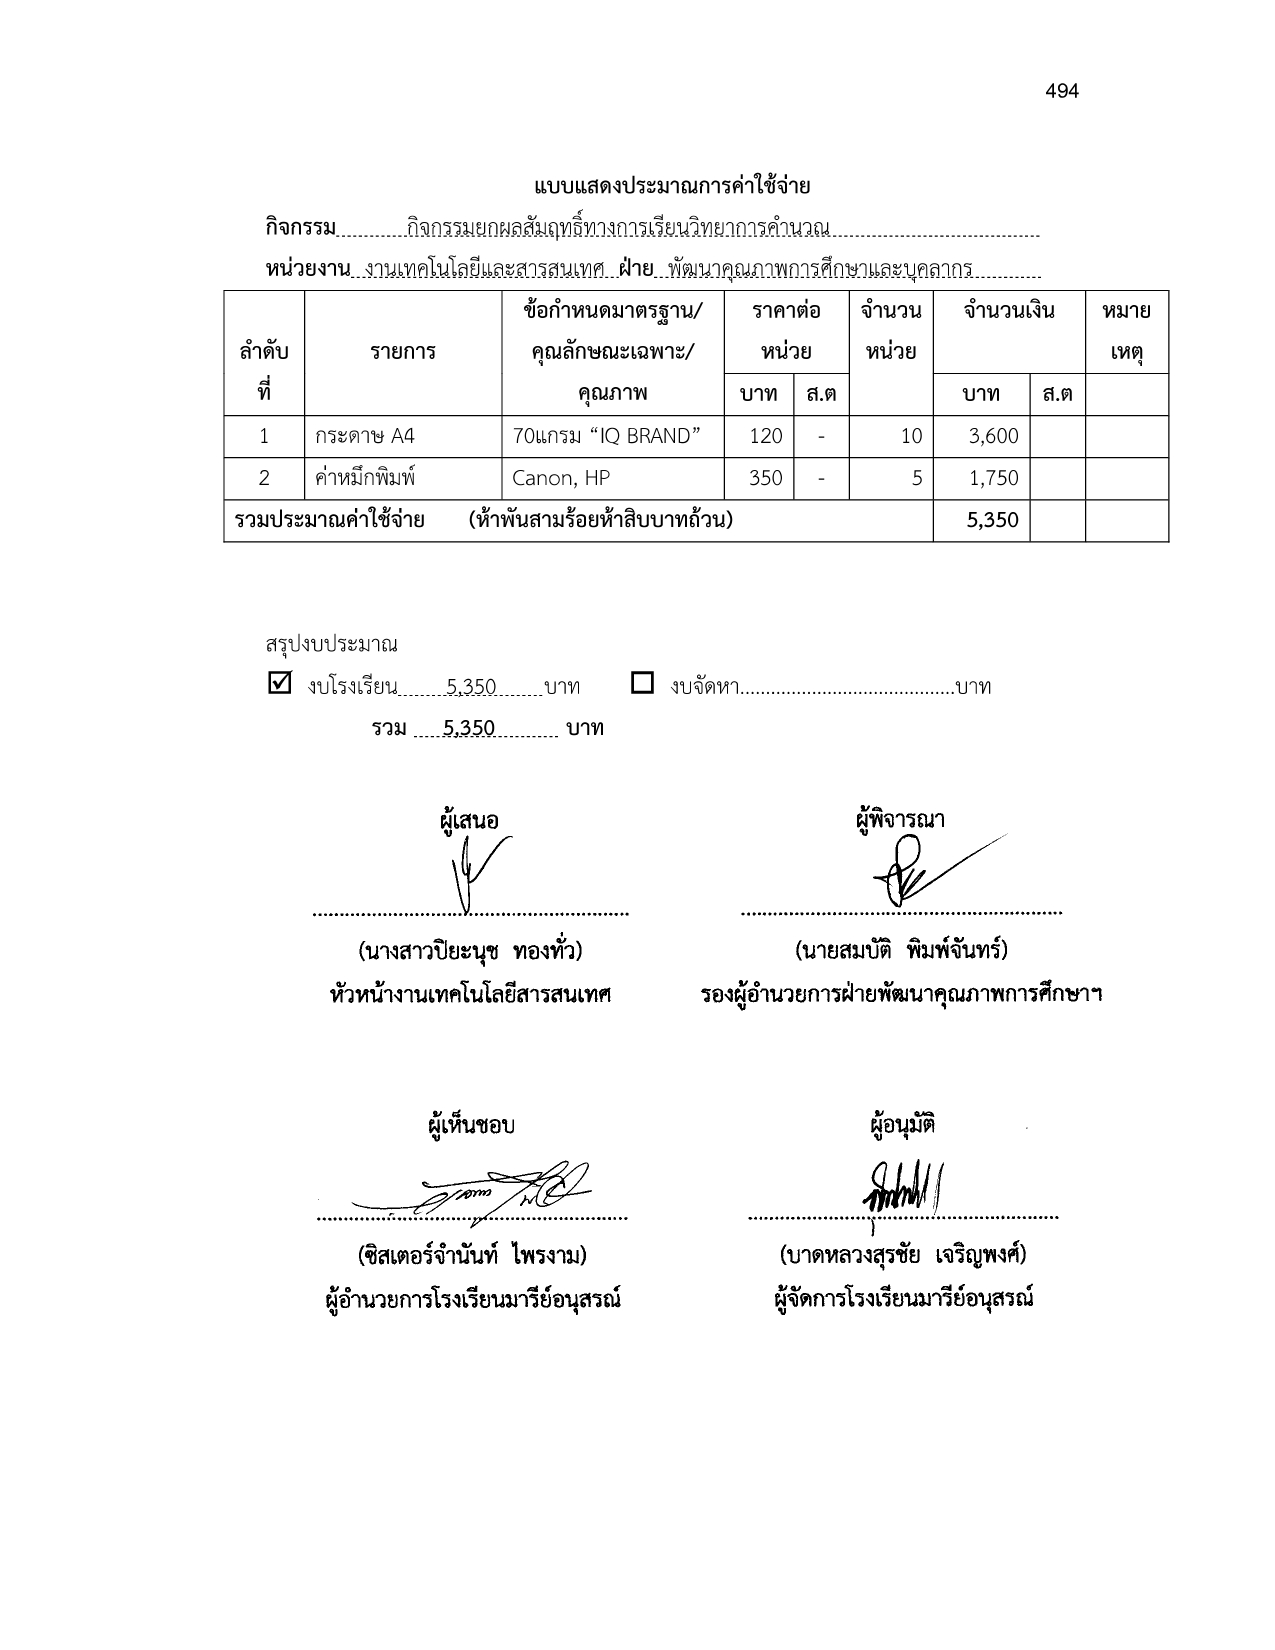 494
แบบแสดงประมาณการค่าใช้จ่าย
กิจกรรม กิจกรรมยกผลสัมฤทธิ์ทางการเรียนวิทยาการคำนวณ
หน่วยงาน งานเทคโนโลยีและสารสนเทศ ฝ่าย พัฒนาคุณภาพการศึกษาและบุคลากร
ลำดับที่ รายการ ข้อกำหนดมาตรฐาน/คุณลักษณะเฉพาะ/คุณภาพ ราคาต่อหน่วย จำนวนหน่วย จำนวนเงิน หมายเหตุ
บาท ส.ต บาท ส.ต
1 กระดาษ A4 70แกรม “IQ BRAND” 120 - 10 3,600
2 ค่าหมึกพิมพ์ Canon, HP 350 - 5 1,750
รวมประมาณค่าใช้จ่าย (ห้าพันสามร้อยห้าสิบบาทถ้วน) 5,350
สรุปงบประมาณ
งบโรงเรียน 5,350 บาท งบจัดหา..........................................บาท
รวม 5,350 บาท
ผู้เสนอ ผู้พิจารณา
(นางสาวปิยะนุช ทองทั่ว) (นายสมบัติ พิมพ์จันทร์)
หัวหน้างานเทคโนโลยีสารสนเทศ รองผู้อำนวยการฝ่ายพัฒนาคุณภาพการศึกษาฯ
ผู้เห็นชอบ ผู้อนุมัติ
(ซิสเตอร์จำนันท์ ไพรงาม) (บาดหลวงสุรชัย เจริญพงศ์)
ผู้อำนวยการโรงเรียนมารีย์อนุสรณ์ ผู้จัดการโรงเรียนมารีย์อนุสรณ์